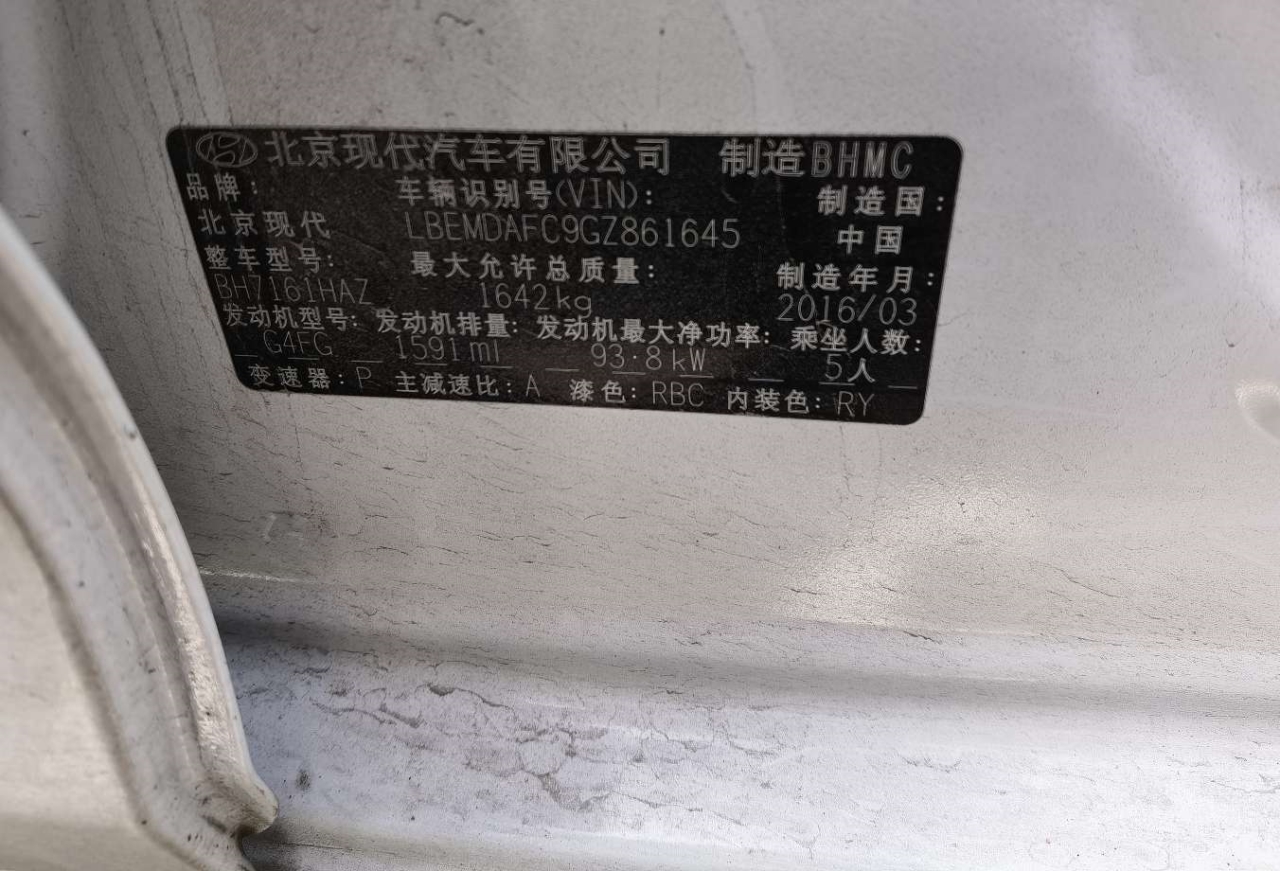 北京现代汽车有限公司 制造BHMC
品牌: 车辆识别号(VIN): 制造国:
北京现代 LBEMDAFC9GZ861645 中国
整车型号: 最大允许总质量: 制造年月:
BH7161HAZ 1642kg 2016/03
发动机型号: 发动机排量: 发动机最大净功率: 乘坐人数:
G4FG 1591ml 93.8kW 5人
变速器:P 主减速比:A 漆色:RBC 内装色:RY